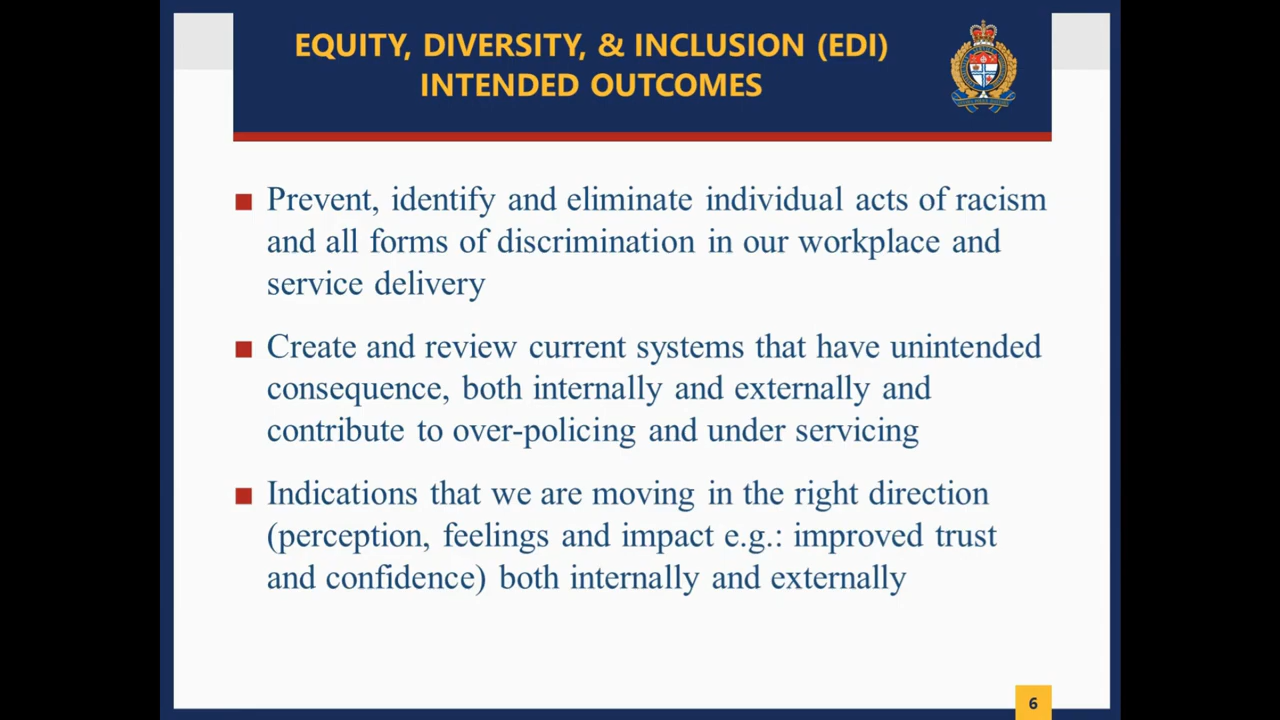 EQUITY, DIVERSITY, & INCLUSION (EDI)
INTENDED OUTCOMES
Prevent, identify and eliminate individual acts of racism
and all forms of discrimination in our workplace and
service delivery
Create and review current systems that have unintended
consequence, both internally and externally and
contribute to over-policing and under servicing
Indications that we are moving in the right direction
(perception, feelings and impact e.g.: improved trust
and confidence) both internally and externally
6